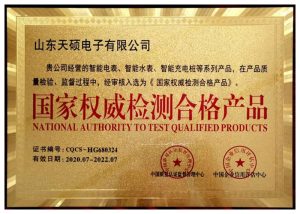 山东天硕电子有限公司
贵公司经营的智能电表、智能水表、智能充电桩等系列产品，在产品质
量检验、监督过程中，经审核入选为《 国家权威检测合格产品》。
国家权威检测合格产品
NATIONAL AUTHORITY TO TEST QUALIFIED PRODUCTS
证书编号：CQCS-HG680324
有效日期：2020.07-2022.07